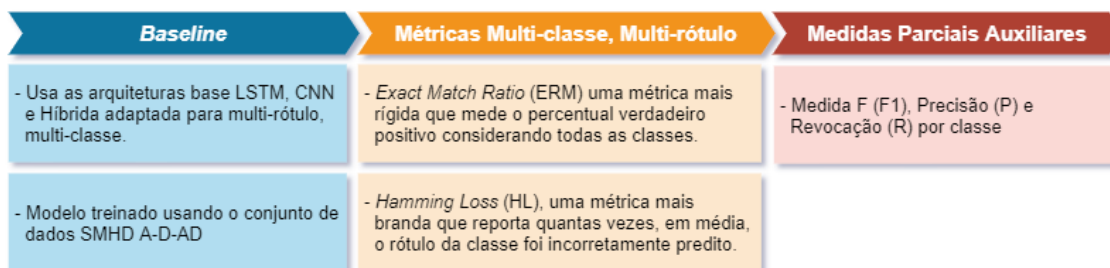 Baseline
- Usa as arquiteturas base LSTM, CNN
e Híbrida adaptada para multi-rótulo,
multi-classe.
- Modelo treinado usando o conjunto de
dados SMHD A-D-AD
Métricas Multi-classe, Multi-rótulo
- Exact Match Ratio (ERM) uma métrica mais
rígida que mede o percentual verdadeiro
positivo considerando todas as classes.
- Hamming Loss (HL), uma métrica mais
branda que reporta quantas vezes, em média,
o rótulo da classe foi incorretamente predito.
Medidas Parciais Auxiliares
- Medida F (F1), Precisão (P) e
Revocação (R) por classe